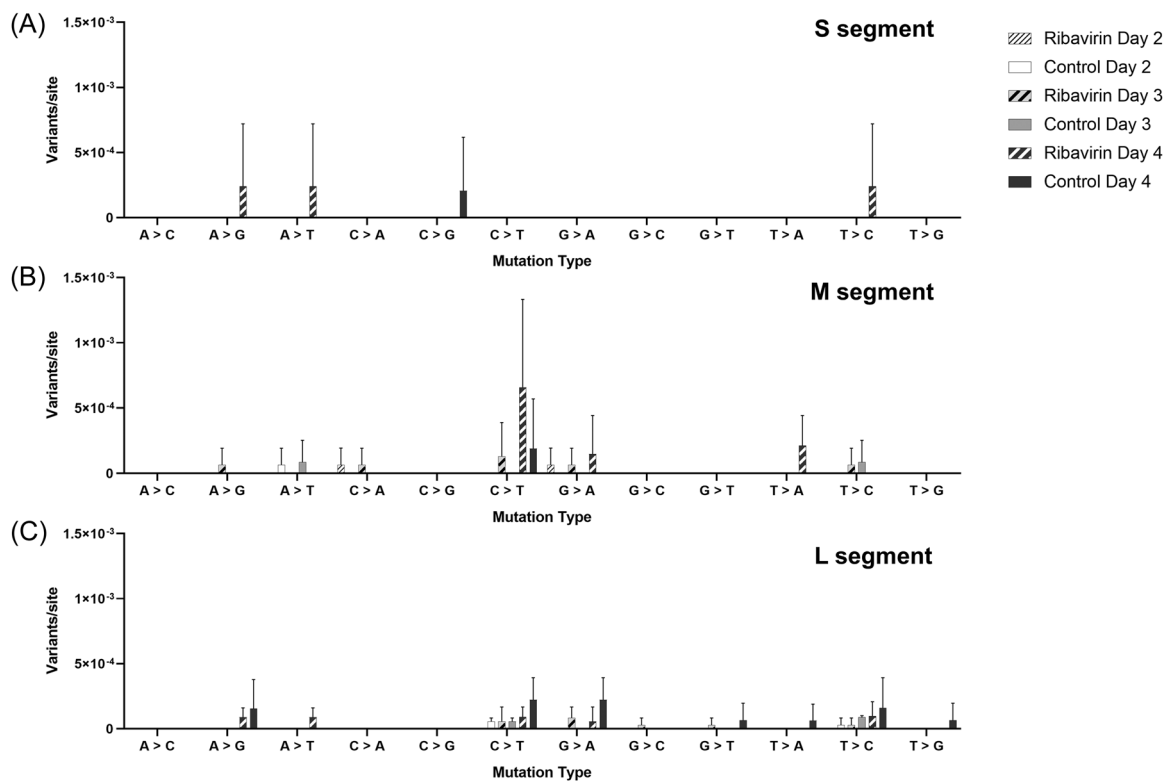 (A)
S segment
1.5×10⁻³
1×10⁻³
5×10⁻⁴
0
Variants/site
A > C A > G A > T C > A C > G C > T G > A G > C G > T T > A T > C T > G
Mutation Type
Ribavirin Day 2
Control Day 2
Ribavirin Day 3
Control Day 3
Ribavirin Day 4
Control Day 4
(B)
M segment
1.5×10⁻³
1×10⁻³
5×10⁻⁴
0
Variants/site
A > C A > G A > T C > A C > G C > T G > A G > C G > T T > A T > C T > G
Mutation Type
(C)
L segment
1.5×10⁻³
1×10⁻³
5×10⁻⁴
0
Variants/site
A > C A > G A > T C > A C > G C > T G > A G > C G > T T > A T > C T > G
Mutation Type